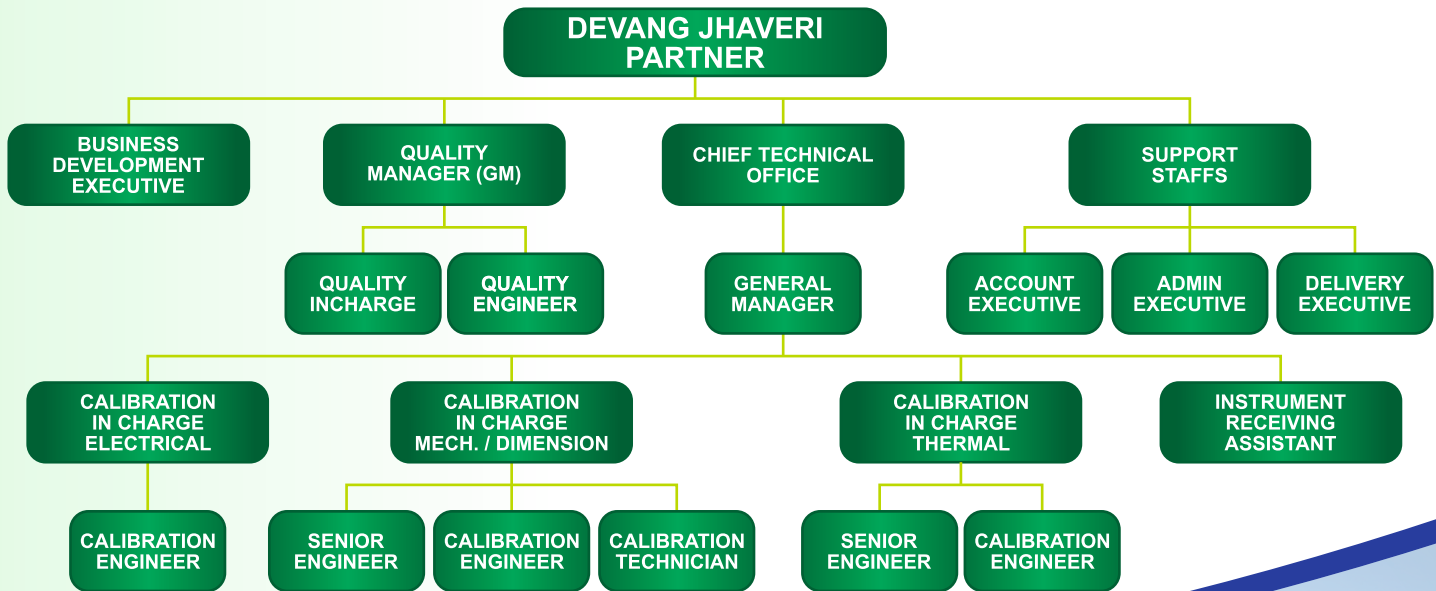 DEVANG JHAVERI
PARTNER
BUSINESS
DEVELOPMENT
EXECUTIVE
QUALITY
MANAGER (GM)
CHIEF TECHNICAL
OFFICE
SUPPORT
STAFFS
QUALITY
INCHARGE
QUALITY
ENGINEER
GENERAL
MANAGER
ACCOUNT
EXECUTIVE
ADMIN
EXECUTIVE
DELIVERY
EXECUTIVE
CALIBRATION
IN CHARGE
ELECTRICAL
CALIBRATION
IN CHARGE
MECH. / DIMENSION
CALIBRATION
IN CHARGE
THERMAL
INSTRUMENT
RECEIVING
ASSISTANT
CALIBRATION
ENGINEER
SENIOR
ENGINEER
CALIBRATION
ENGINEER
CALIBRATION
TECHNICIAN
SENIOR
ENGINEER
CALIBRATION
ENGINEER